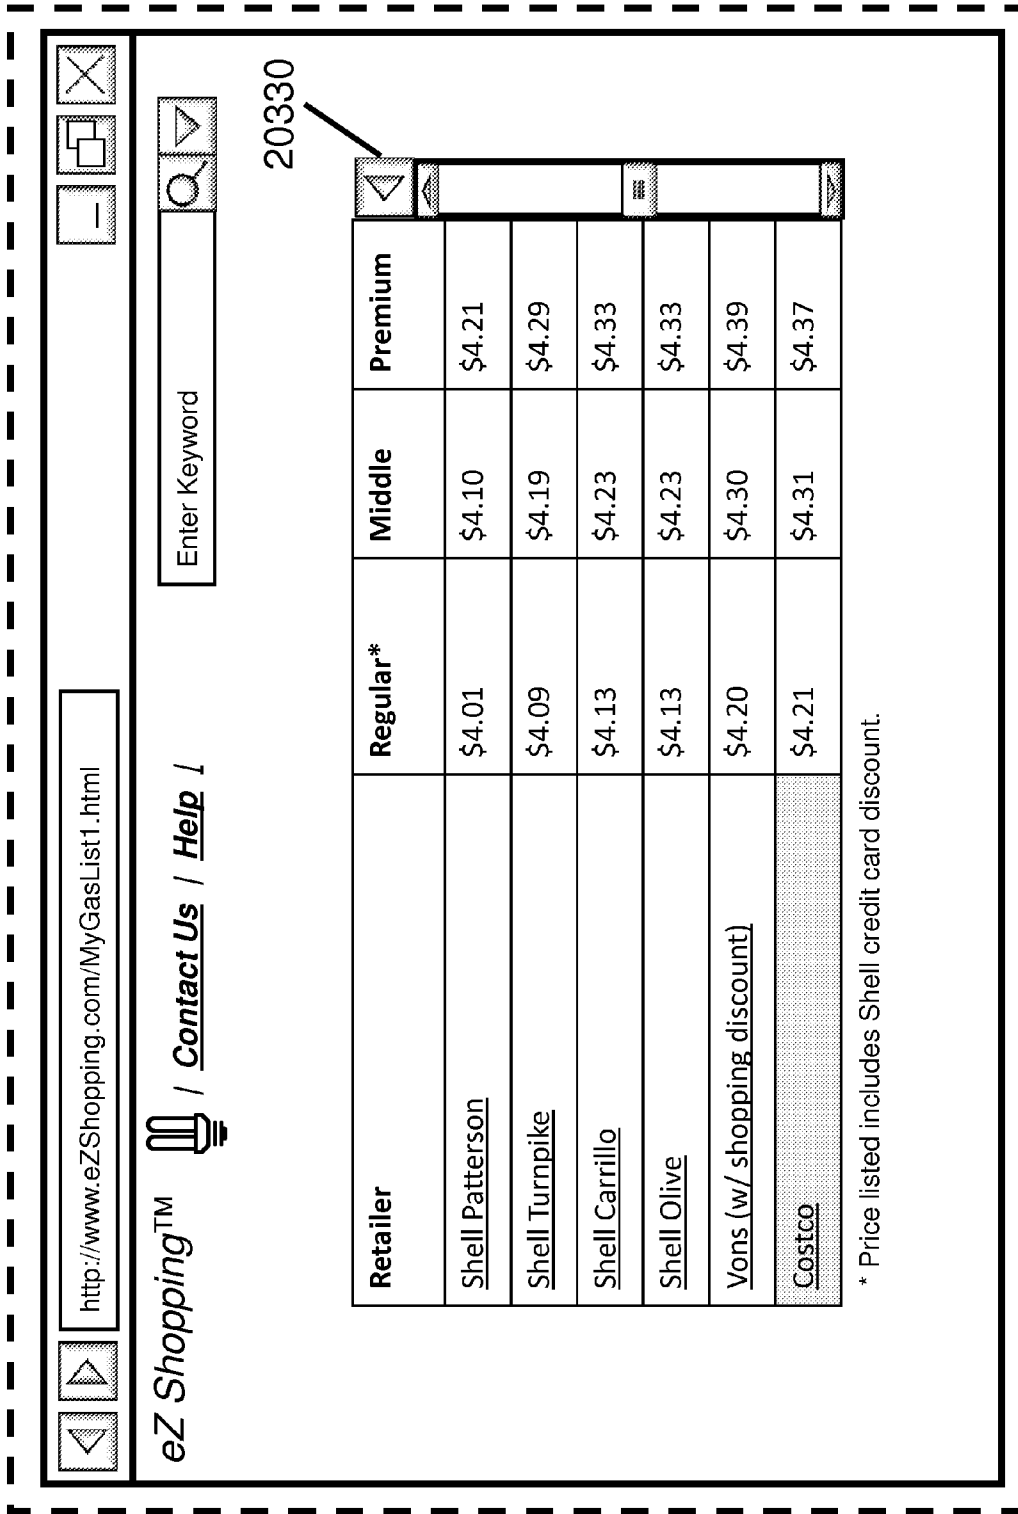 http://www.eZShopping.com/MyGasList1.html
eZ Shopping™ / Contact Us / Help /
Enter Keyword
20330
Retailer Regular* Middle Premium
Shell Patterson $4.01 $4.10 $4.21
Shell Turnpike $4.09 $4.19 $4.29
Shell Carrillo $4.13 $4.23 $4.33
Shell Olive $4.13 $4.23 $4.33
Vons (w/ shopping discount) $4.20 $4.30 $4.39
Costco $4.21 $4.31 $4.37
* Price listed includes Shell credit card discount.